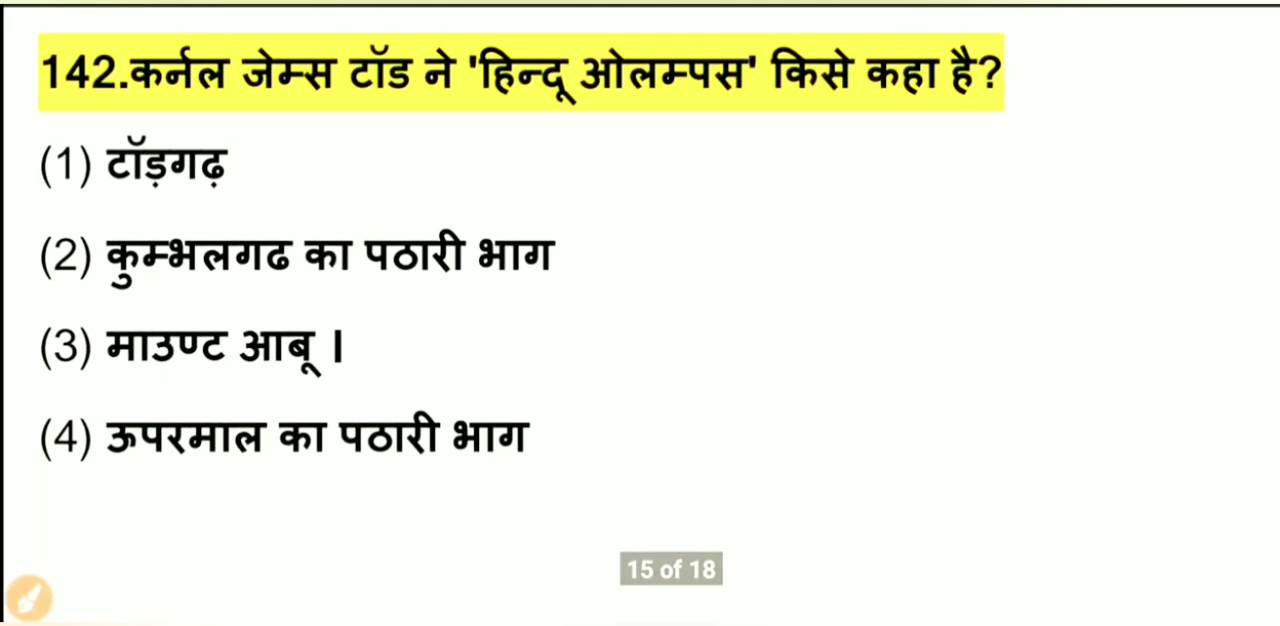 142.कर्नल जेम्स टॉड ने 'हिन्दू ओलम्पस' किसे कहा है?
(1) टॉड़गढ़
(2) कुम्भलगढ का पठारी भाग
(3) माउण्ट आबू ।
(4) ऊपरमाल का पठारी भाग
15 of 18